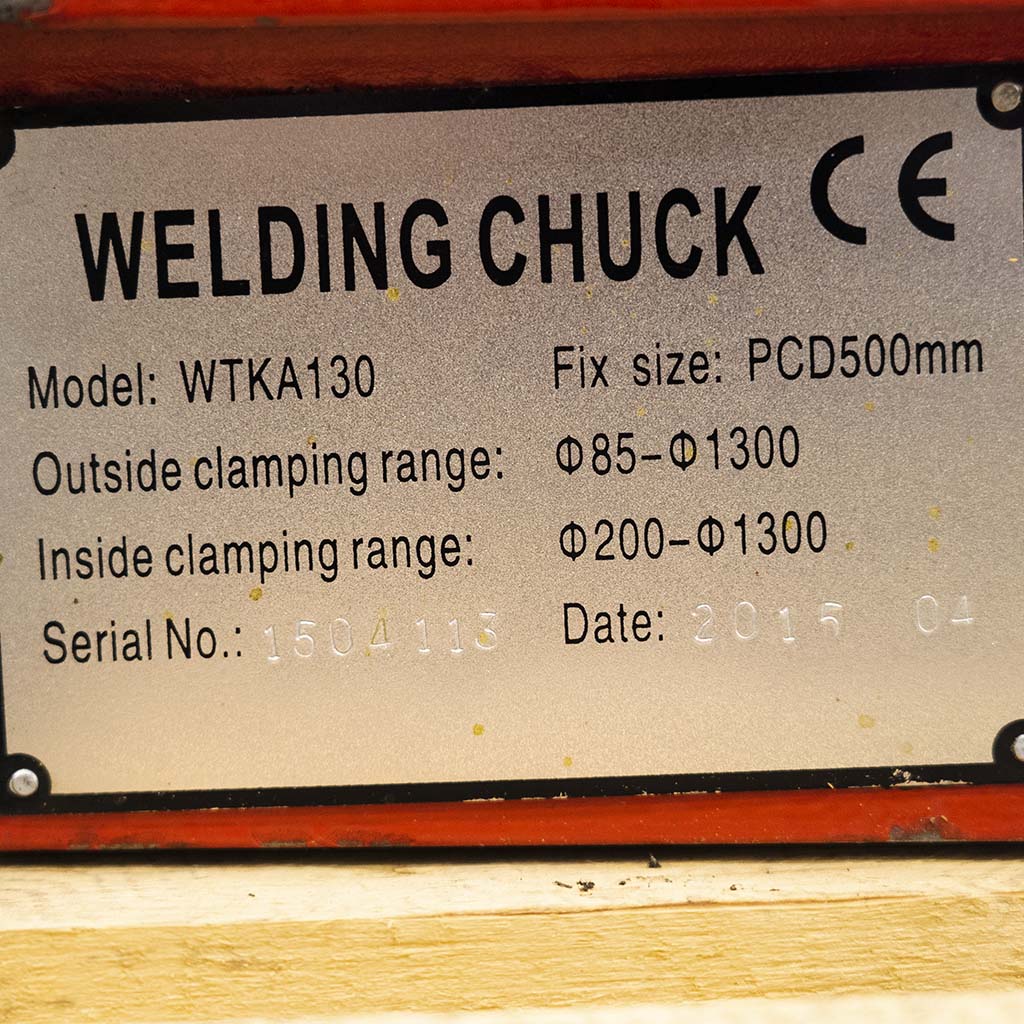 WELDING CHUCK CE
Model: WTKA130 Fix size: PCD500mm
Outside clamping range: Φ85-Φ1300
Inside clamping range: Φ200-Φ1300
Serial No.: 1504113 Date: 2015 04